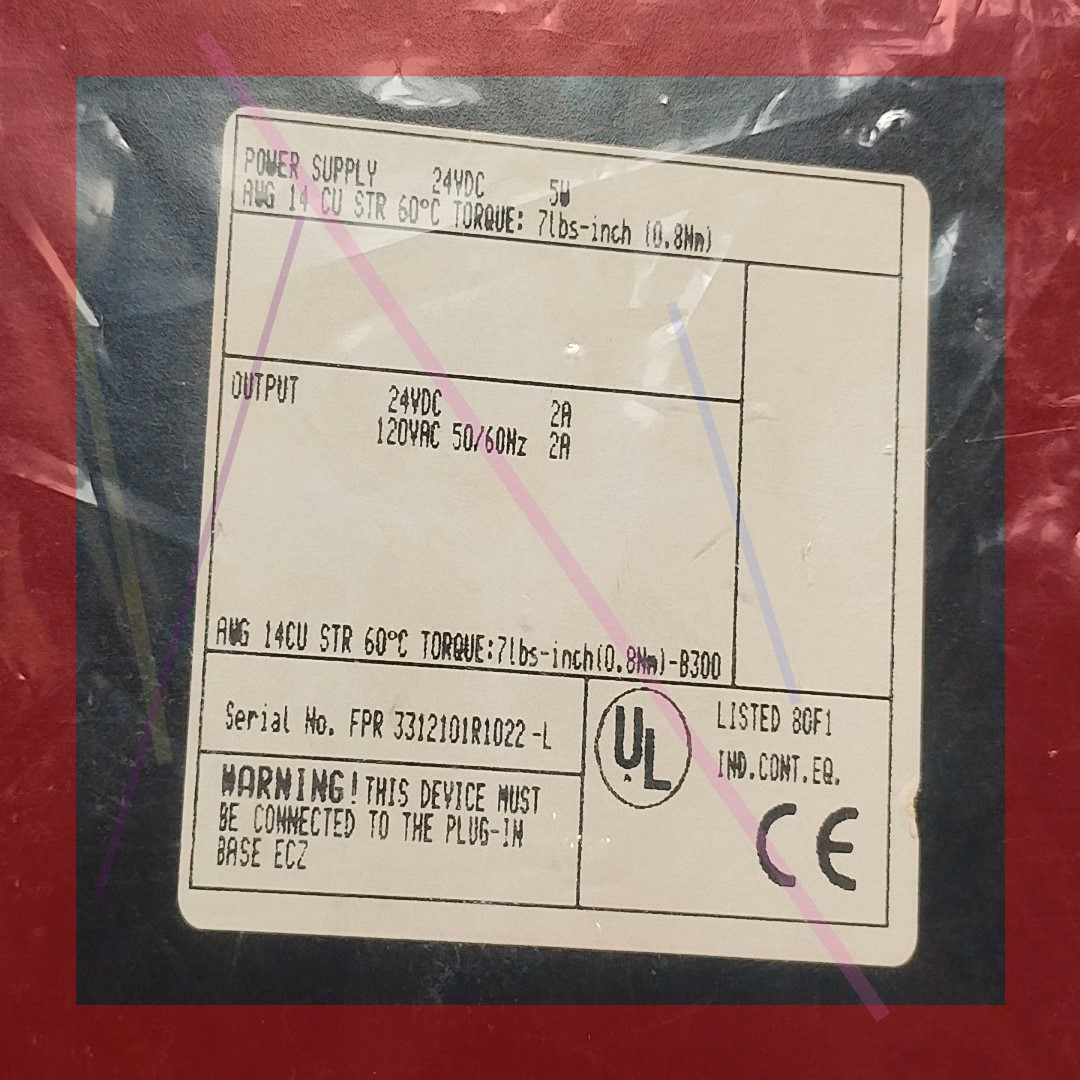 POWER SUPPLY 24VDC 5W
AWG 14 CU STR 60°C TORQUE: 7lbs-inch (0.8Nm)
OUTPUT 24VDC 2A
120VAC 50/60Hz 2A
AWG 14CU STR 60°C TORQUE:7lbs-inch(0.8Nm)-B300
Serial No. FPR 3312101R1022-L
UL LISTED 80F1
IND.CONT.EQ.
CE
WARNING! THIS DEVICE MUST
BE CONNECTED TO THE PLUG-IN
BASE ECZ